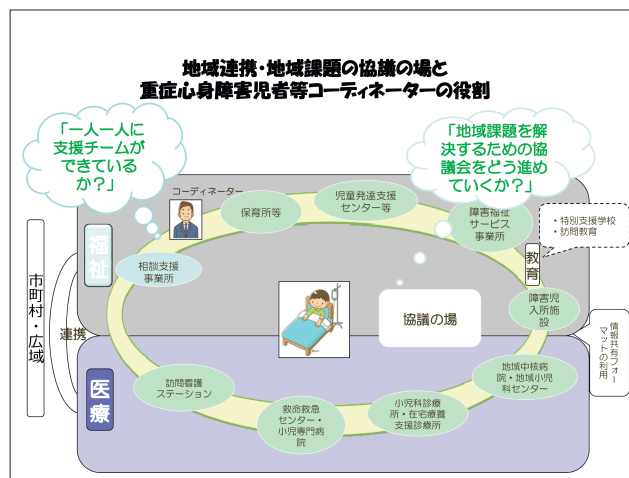 地域連携・地域課題の協議の場と
重症心身障害児者等コーディネーターの役割
「一人一人に
支援チームが
できている
か？」
「地域課題を解
決するための協
議会をどう進め
ていくか？」
コーディネーター
保育所等
児童発達支援
センター等
障害福祉
サービス
事業所
・特別支援学校
・訪問教育
教育
福祉
相談支援
事業所
障害児
入所施
設
市町村・広域
連携
協議の場
情報共有フォー
マットの利用
医療
訪問看護
ステーション
救命救急
センター・
小児専門病
院
小児科診療
所・在宅療養
支援診療所
地域中核病
院・地域小児
科センター